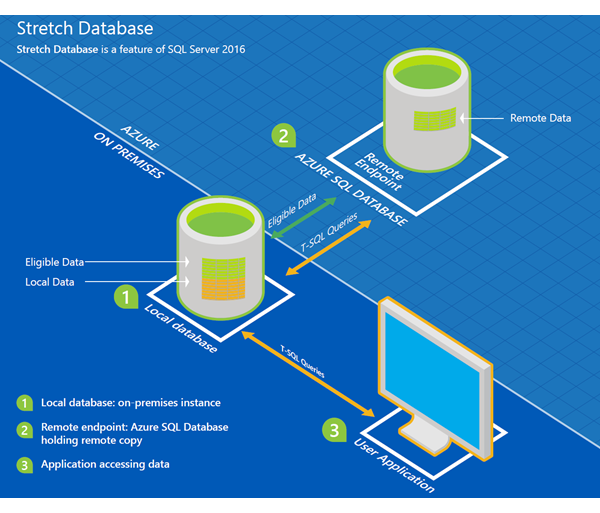 Stretch Database
Stretch Database is a feature of SQL Server 2016
AZURE
ON PREMISES
2
Remote Data
Remote
Endpoint
AZURE SQL DATABASE
Eligible Data
T-SQL Queries
Eligible Data
Local Data
1
Local database
T-SQL Queries
3
User Application
1 Local database: on-premises instance
2 Remote endpoint: Azure SQL Database
holding remote copy
3 Application accessing data